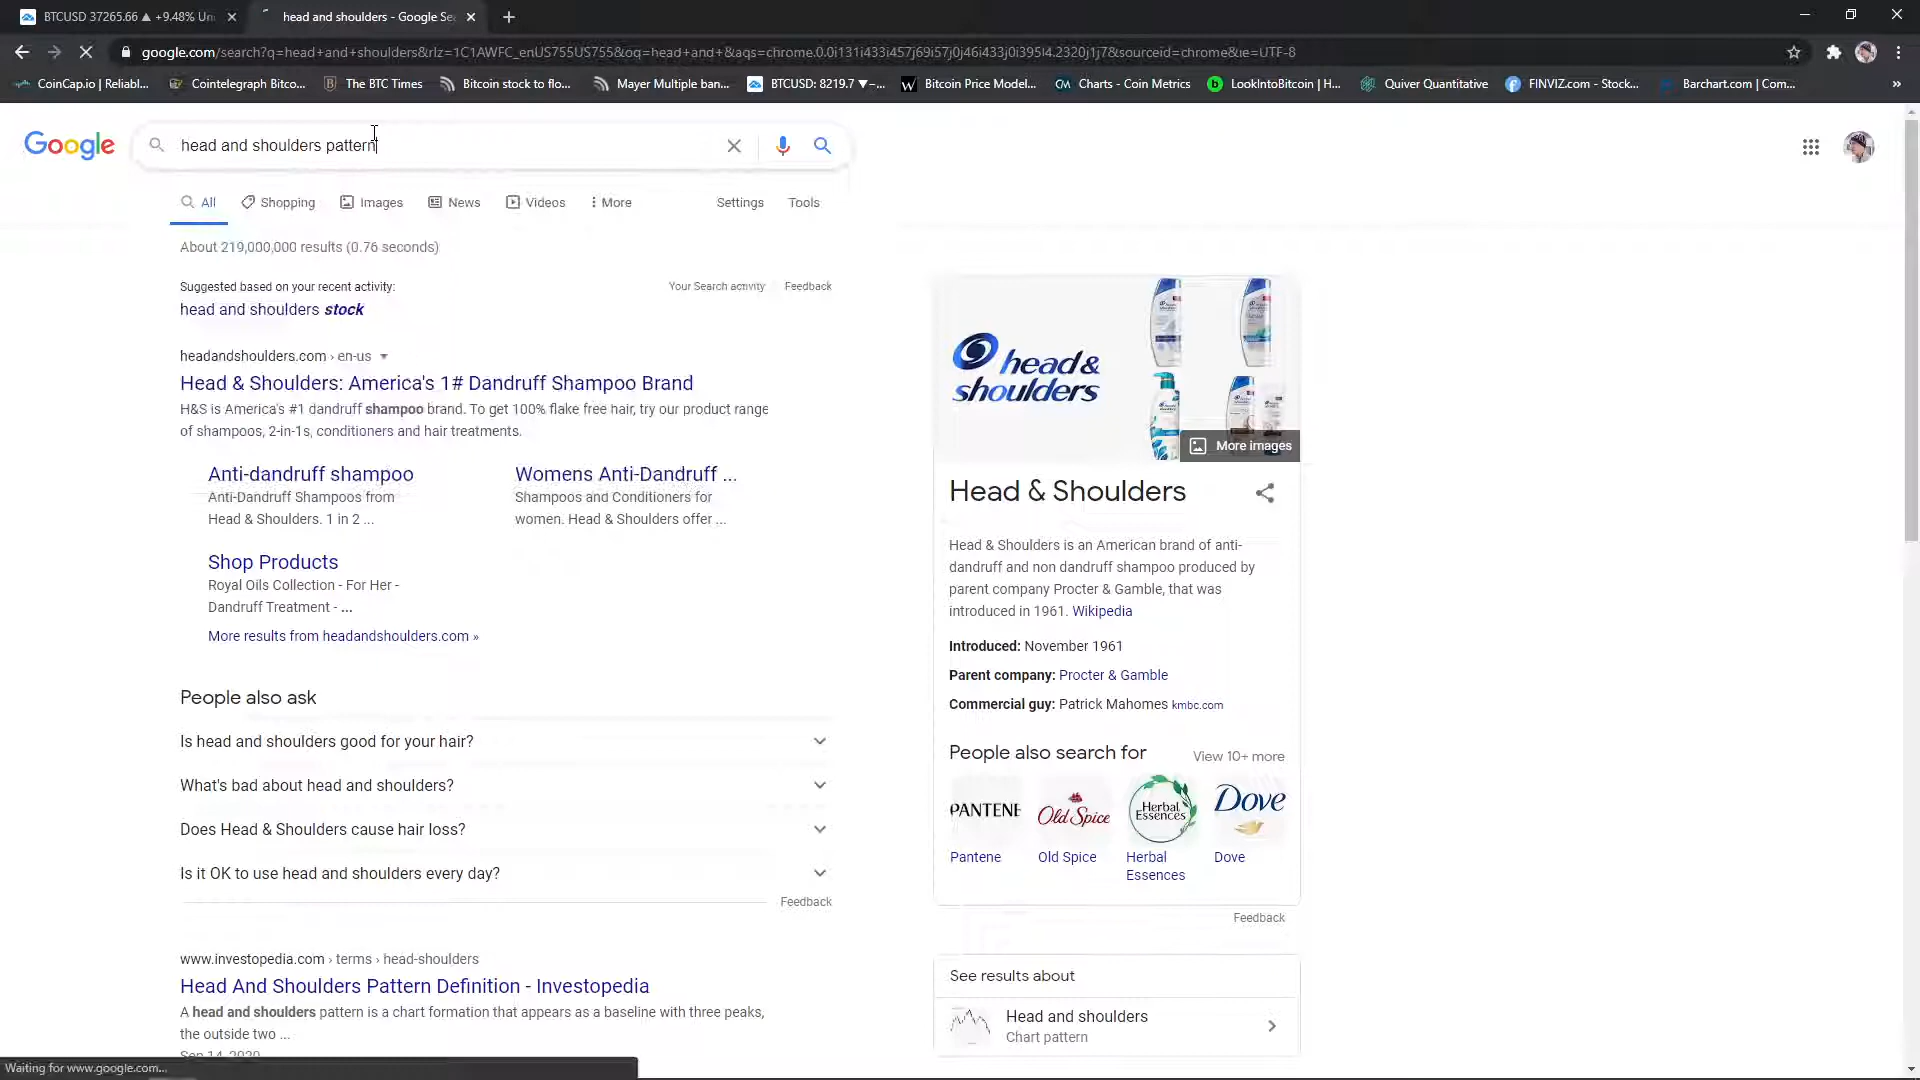 BTCUSD 37265.66 ▲ +9.48% Un
head and shoulders - Google Sea
google.com/search?q=head+and+shoulders&rlz=1C1AWFC_enUS755US755&oq=head+and+&aqs=chrome.0.0i131i433i457j69i57j0j46i433j0i395l4.2320j1j7&sourceid=chrome&ie=UTF-8
CoinCap.io | Reliabl...
Cointelegraph Bitco...
The BTC Times
Bitcoin stock to flo...
Mayer Multiple ban...
BTCUSD: 8219.7 ▼−...
Bitcoin Price Model...
Charts - Coin Metrics
LookIntoBitcoin | H...
Quiver Quantitative
FINVIZ.com - Stock...
Barchart.com | Com...
»
Google
head and shoulders pattern
All
Shopping
Images
News
Videos
More
Settings
Tools
About 219,000,000 results (0.76 seconds)
Suggested based on your recent activity:
Your Search activity
Feedback
head and shoulders stock
headandshoulders.com › en-us
Head & Shoulders: America's 1# Dandruff Shampoo Brand
H&S is America's #1 dandruff shampoo brand. To get 100% flake free hair, try our product range
of shampoos, 2-in-1s, conditioners and hair treatments.
Anti-dandruff shampoo
Anti-Dandruff Shampoos from
Head & Shoulders. 1 in 2 ...
Womens Anti-Dandruff ...
Shampoos and Conditioners for
women. Head & Shoulders offer ...
Shop Products
Royal Oils Collection - For Her -
Dandruff Treatment - ...
More results from headandshoulders.com »
People also ask
Is head and shoulders good for your hair?
What's bad about head and shoulders?
Does Head & Shoulders cause hair loss?
Is it OK to use head and shoulders every day?
Feedback
www.investopedia.com › terms › head-shoulders
Head And Shoulders Pattern Definition - Investopedia
A head and shoulders pattern is a chart formation that appears as a baseline with three peaks,
the outside two ...
Sep 14, 2020
head &
shoulders
More images
Head & Shoulders
Head & Shoulders is an American brand of anti-
dandruff and non dandruff shampoo produced by
parent company Procter & Gamble, that was
introduced in 1961. Wikipedia
Introduced: November 1961
Parent company: Procter & Gamble
Commercial guy: Patrick Mahomes kmbc.com
People also search for
View 10+ more
PANTENE
Old Spice
Herbal
Essences
Dove
Pantene
Old Spice
Herbal
Essences
Dove
Feedback
See results about
Head and shoulders
Chart pattern
Waiting for www.google.com...